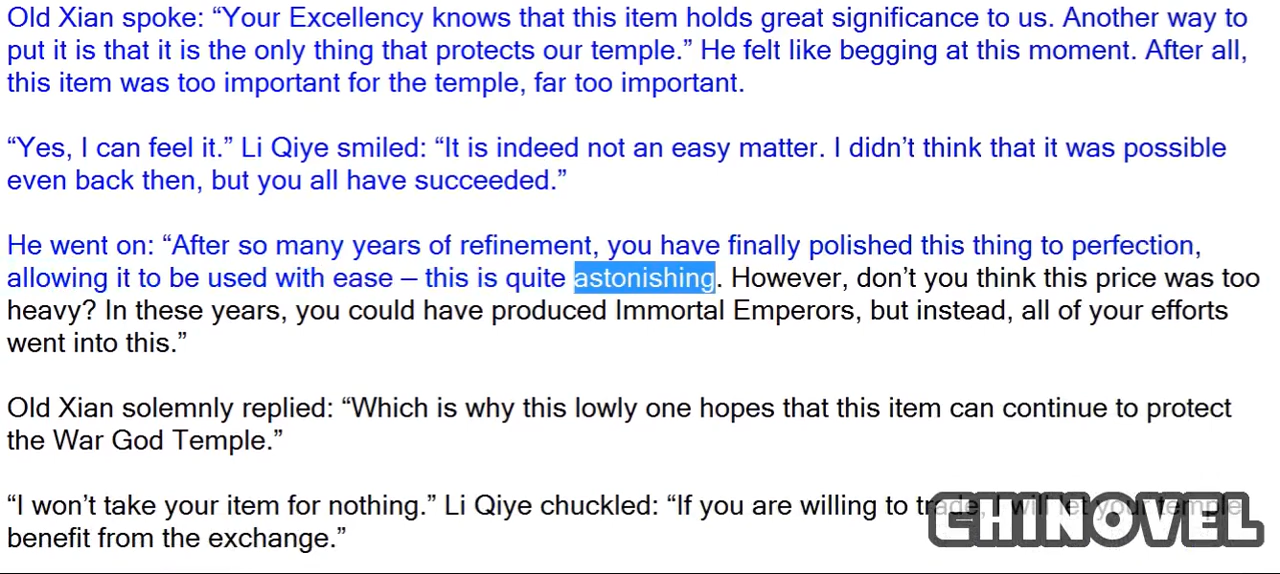 Old Xian spoke: “Your Excellency knows that this item holds great significance to us. Another way to
put it is that it is the only thing that protects our temple.” He felt like begging at this moment. After all,
this item was too important for the temple, far too important.
“Yes, I can feel it.” Li Qiye smiled: “It is indeed not an easy matter. I didn’t think that it was possible
even back then, but you all have succeeded.”
He went on: “After so many years of refinement, you have finally polished this thing to perfection,
allowing it to be used with ease – this is quite astonishing. However, don’t you think this price was too
heavy? In these years, you could have produced Immortal Emperors, but instead, all of your efforts
went into this.”
Old Xian solemnly replied: “Which is why this lowly one hopes that this item can continue to protect
the War God Temple.”
“I won’t take your item for nothing.” Li Qiye chuckled: “If you are willing to trade, I will let your temple
benefit from the exchange.”
CHINOVEL